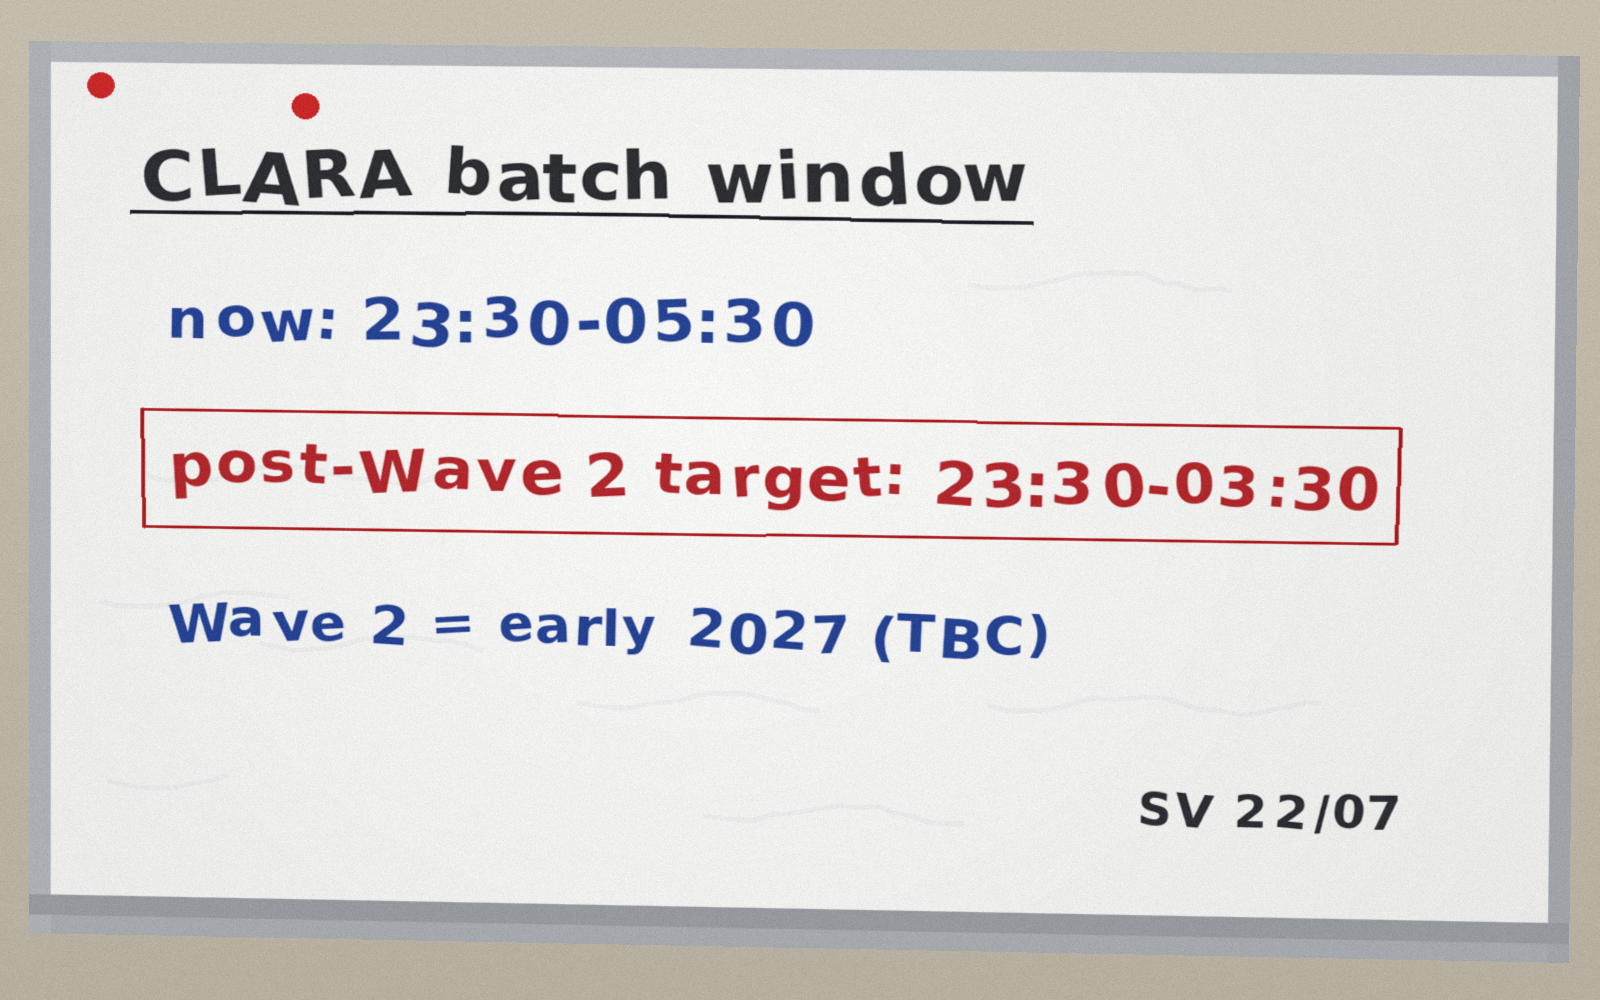 CLARA batch window
now: 23:30-05:30
post-Wave 2 target: 23:30-03:30
Wave 2 = early 2027 (TBC)
SV 22/07